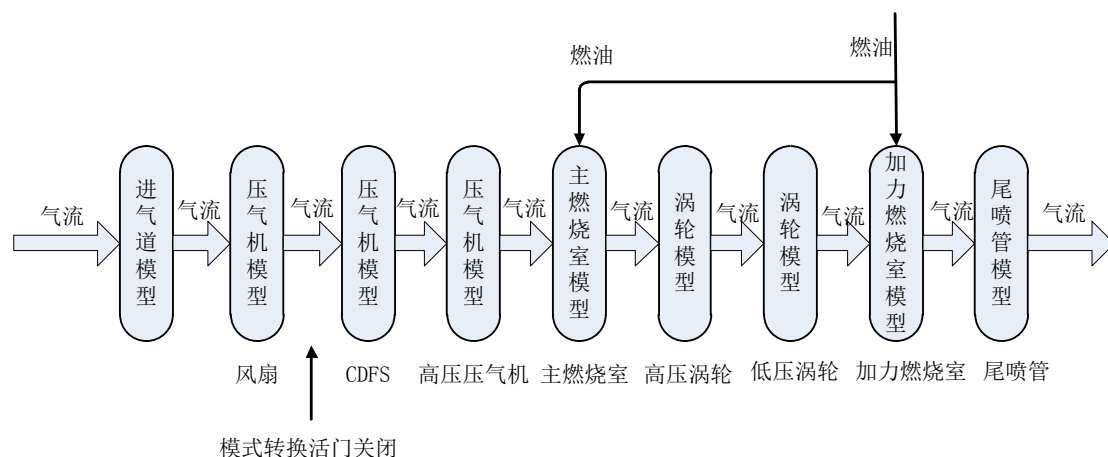 燃油
燃油
进气道模型
压气机模型
压气机模型
压气机模型
主燃烧室模型
涡轮模型
涡轮模型
加力燃烧室模型
尾喷管模型
气流
气流
气流
气流
气流
气流
气流
气流
气流
气流
风扇
CDFS
高压压气机
主燃烧室
高压涡轮
低压涡轮
加力燃烧室
尾喷管
模式转换活门关闭